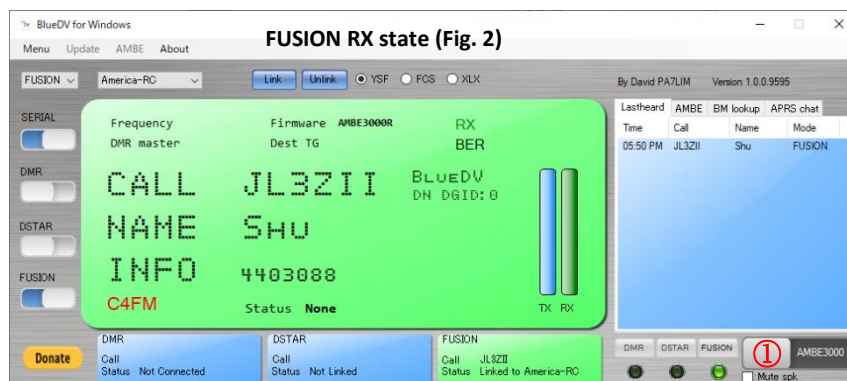 BlueDV for Windows
FUSION RX state (Fig. 2)
Menu Update AMBE About
FUSION America-RC Link Unlink YSF FCS XLX By David PA7LIM Version 1.0.0.9595
Lastheard AMBE BM lookup APRS chat
Time Call Name Mode
05:50 PM JL3ZII Shu FUSION
SERIAL
DMR
DSTAR
FUSION
Frequency Firmware AMBE3000R RX
DMR master Dest TG BER
CALL JL3ZII BlueDV
DN DGID:0
NAME Shu
INFO 4403088
C4FM Status None TX RX
Donate
DMR
Call
Status Not Connected
DSTAR
Call
Status Not Linked
FUSION
Call JL3ZII
Status Linked to America-RC
DMR DSTAR FUSION ① AMBE3000
Mute spk